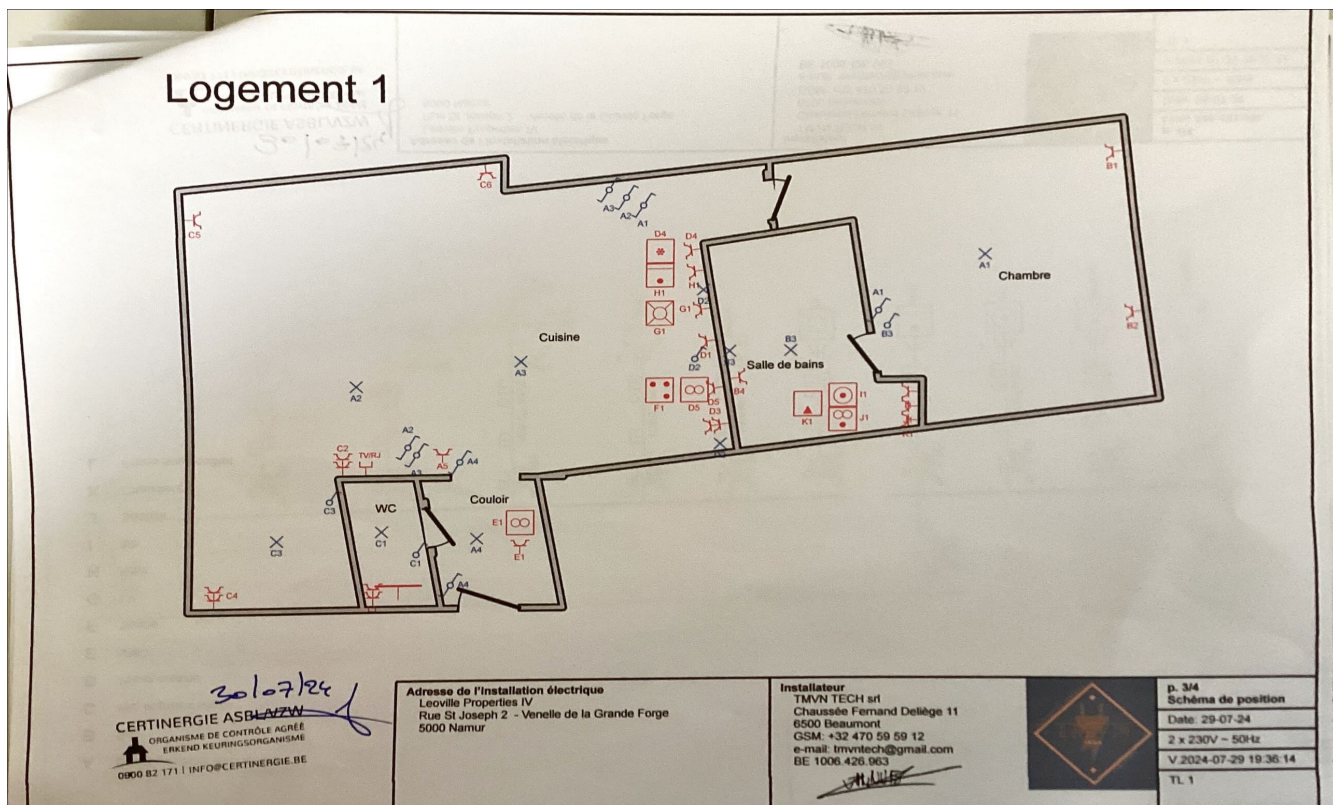 Logement 1
C6
C5
A3
A2
A1
B1
D4
D4
H1
H1
D2
G1
G1
A1
Chambre
A1
B3
B2
Cuisine
A3
D1
D2
B3
Salle de bains
B4
A2
F1
D5
D5
D3
K1
I1
J1
A2
A3
A5
A4
C2
TV/RJ
C3
WC
Couloir
E1
E1
C3
C1
A4
C1
A4
C4
30/07/24
CERTINERGIE ASBL/VZW
ORGANISME DE CONTRÔLE AGRÉÉ
ERKEND KEURINGSORGANISME
0800 82 171 | INFO@CERTINERGIE.BE
Adresse de l'Installation électrique
Leoville Properties IV
Rue St Joseph 2 - Venelle de la Grande Forge
5000 Namur
Installateur
TMVN TECH srl
Chaussée Fernand Deliège 11
6500 Beaumont
GSM: +32 470 59 59 12
e-mail: tmvntech@gmail.com
BE 1006.426.963
p. 3/4
Schéma de position
Date: 29-07-24
2 x 230V ~ 50Hz
V.2024-07-29 19:36:14
TL 1